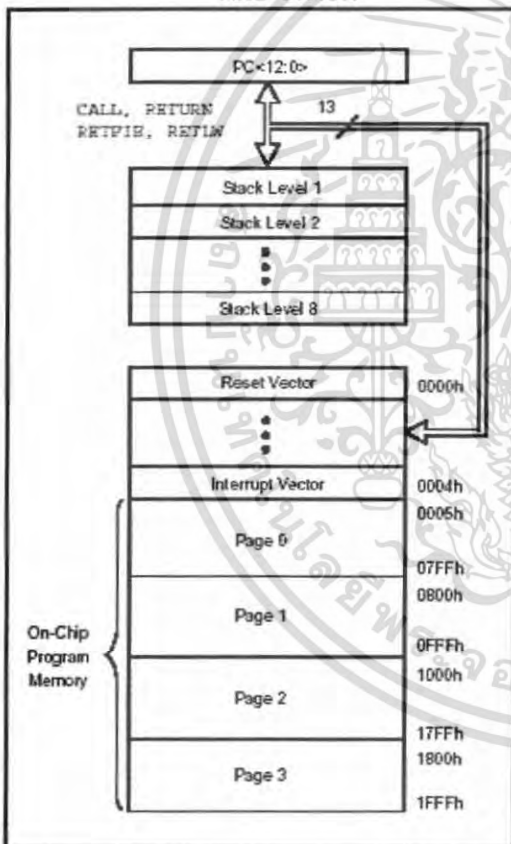 PC<12:0>
CALL, RETURN
RETFIE, RETLW
13
Stack Level 1
Stack Level 2
Stack Level 8
Reset Vector
0000h
Interrupt Vector
0004h
0005h
Page 0
07FFh
0800h
Page 1
0FFFh
1000h
Page 2
17FFh
1800h
Page 3
1FFFh
On-Chip
Program
Memory